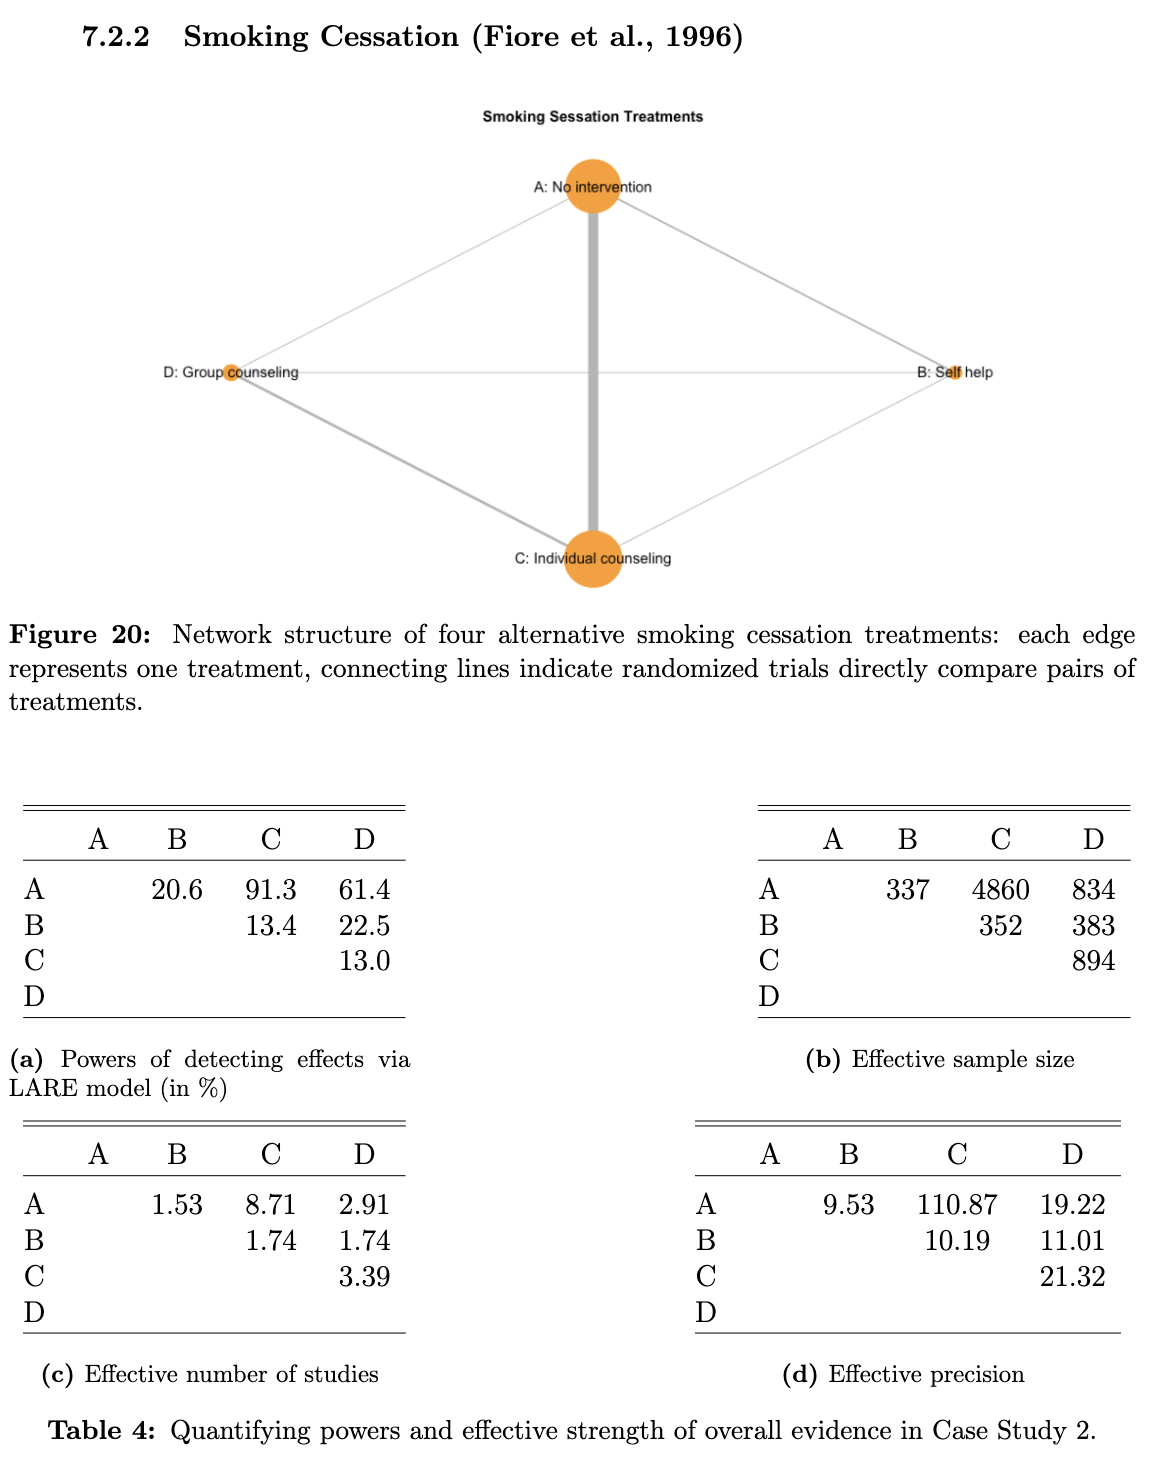 7.2.2 Smoking Cessation (Fiore et al., 1996)
Smoking Sessation Treatments
A: No intervention
D: Group counseling
B: Self help
C: Individual counseling
Figure 20: Network structure of four alternative smoking cessation treatments: each edge
represents one treatment, connecting lines indicate randomized trials directly compare pairs of
treatments.
A B C D
A 20.6 91.3 61.4
B 13.4 22.5
C 13.0
D
(a) Powers of detecting effects via
LARE model (in %)
A B C D
A 337 4860 834
B 352 383
C 894
D
(b) Effective sample size
A B C D
A 1.53 8.71 2.91
B 1.74 1.74
C 3.39
D
(c) Effective number of studies
A B C D
A 9.53 110.87 19.22
B 10.19 11.01
C 21.32
D
(d) Effective precision
Table 4: Quantifying powers and effective strength of overall evidence in Case Study 2.